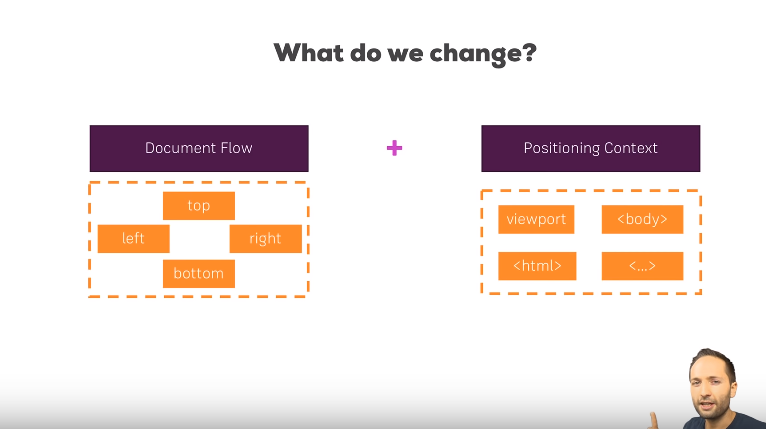 What do we change?
Document Flow
+
Positioning Context
top
left
right
bottom
viewport
<body>
<html>
<...>